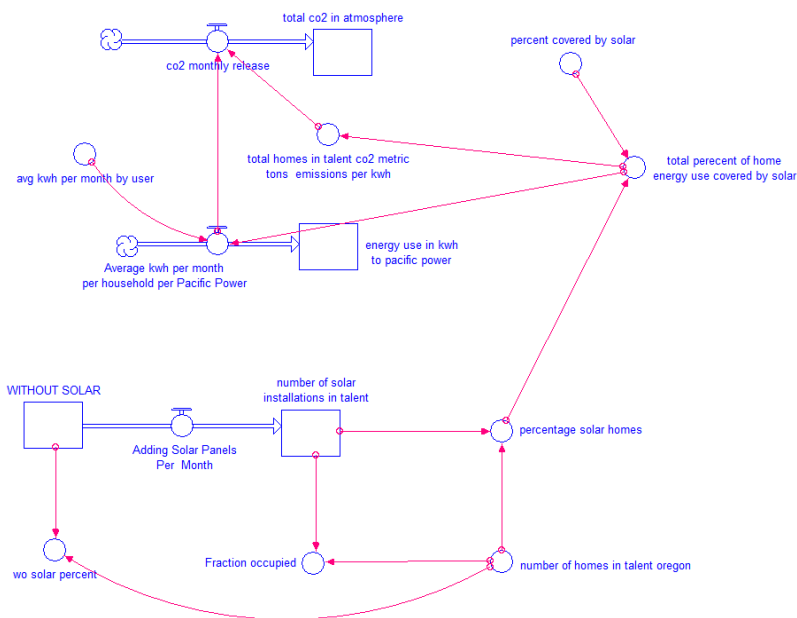 total co2 in atmosphere
percent covered by solar
co2 monthly release
total homes in talent co2 metric
tons emissions per kwh
total perecent of home
energy use covered by solar
avg kwh per month by user
energy use in kwh
to pacific power
Average kwh per month
per household per Pacific Power
number of solar
installations in talent
WITHOUT SOLAR
percentage solar homes
Adding Solar Panels
Per Month
Fraction occupied
number of homes in talent oregon
wo solar percent